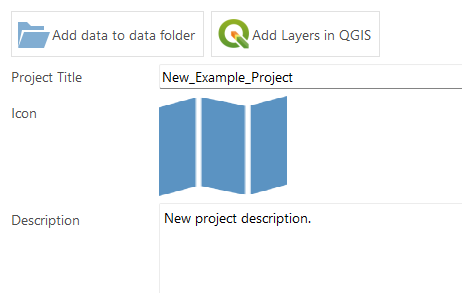 Add data to data folder
Add Layers in QGIS
Project Title
New_Example_Project
Icon
Description
New project description.